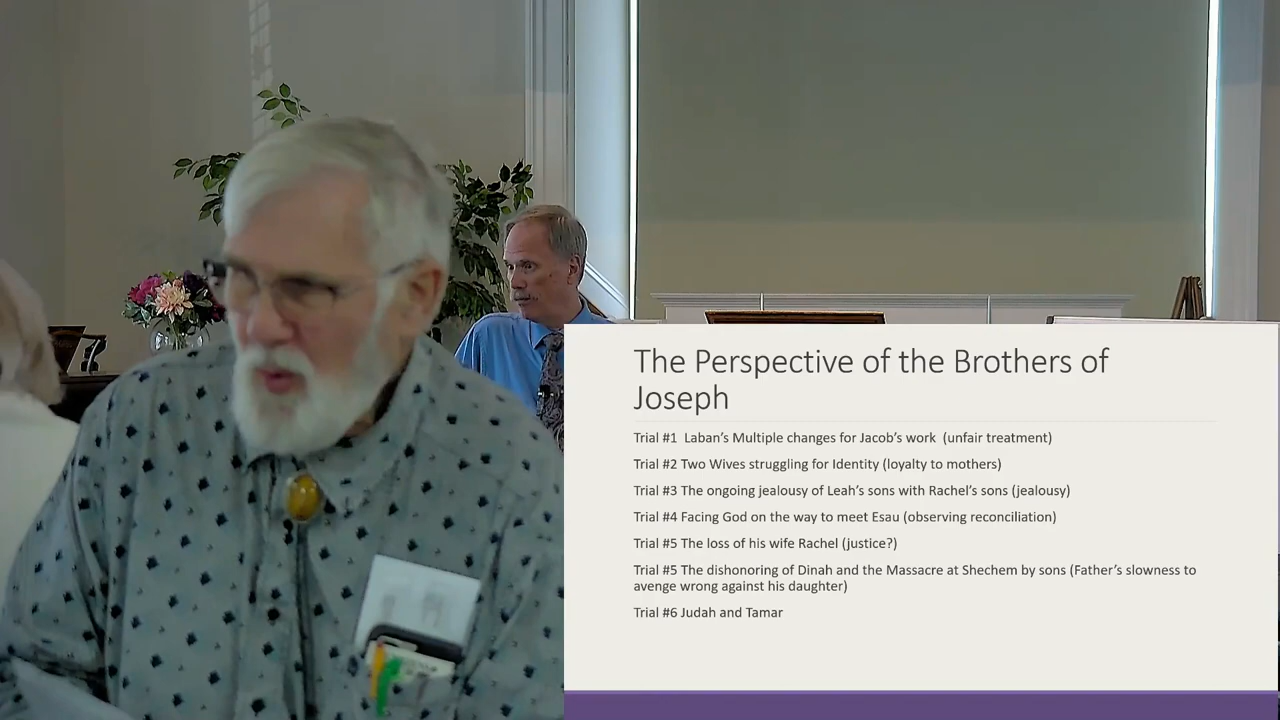 The Perspective of the Brothers of
Joseph
Trial #1  Laban’s Multiple changes for Jacob’s work  (unfair treatment)
Trial #2 Two Wives struggling for Identity (loyalty to mothers)
Trial #3 The ongoing jealousy of Leah’s sons with Rachel’s sons (jealousy)
Trial #4 Facing God on the way to meet Esau (observing reconciliation)
Trial #5 The loss of his wife Rachel (justice?)
Trial #5 The dishonoring of Dinah and the Massacre at Shechem by sons (Father’s slowness to
avenge wrong against his daughter)
Trial #6 Judah and Tamar